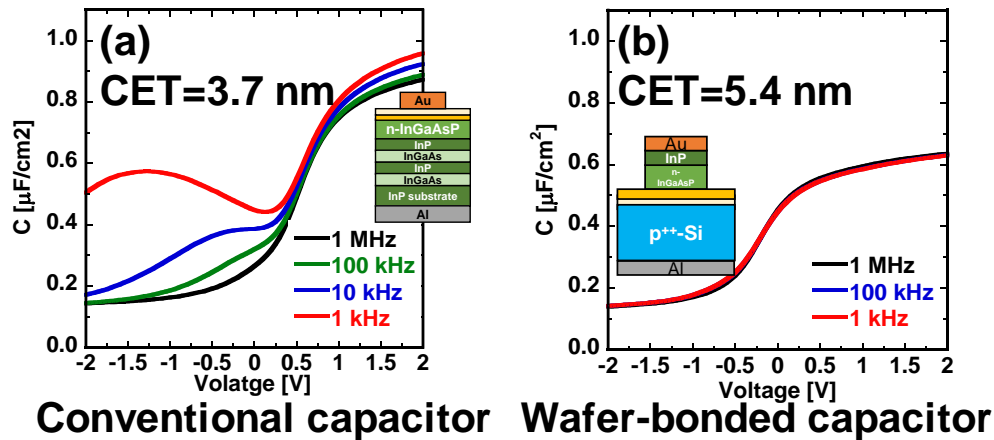 (a)
CET=3.7 nm
C [µF/cm2]
1.0
0.8
0.6
0.4
0.2
0.0
-2 -1.5 -1 -0.5 0 0.5 1 1.5 2
Volatge [V]
Au
n-InGaAsP
InP
InGaAs
InP
InGaAs
InP substrate
Al
1 MHz
100 kHz
10 kHz
1 kHz
Conventional capacitor
(b)
CET=5.4 nm
C [µF/cm²]
1.0
0.8
0.6
0.4
0.2
0.0
-2 -1.5 -1 -0.5 0 0.5 1 1.5 2
Voltage [V]
Au
InP
n-
InGaAsP
p⁺⁺-Si
Al
1 MHz
100 kHz
1 kHz
Wafer-bonded capacitor